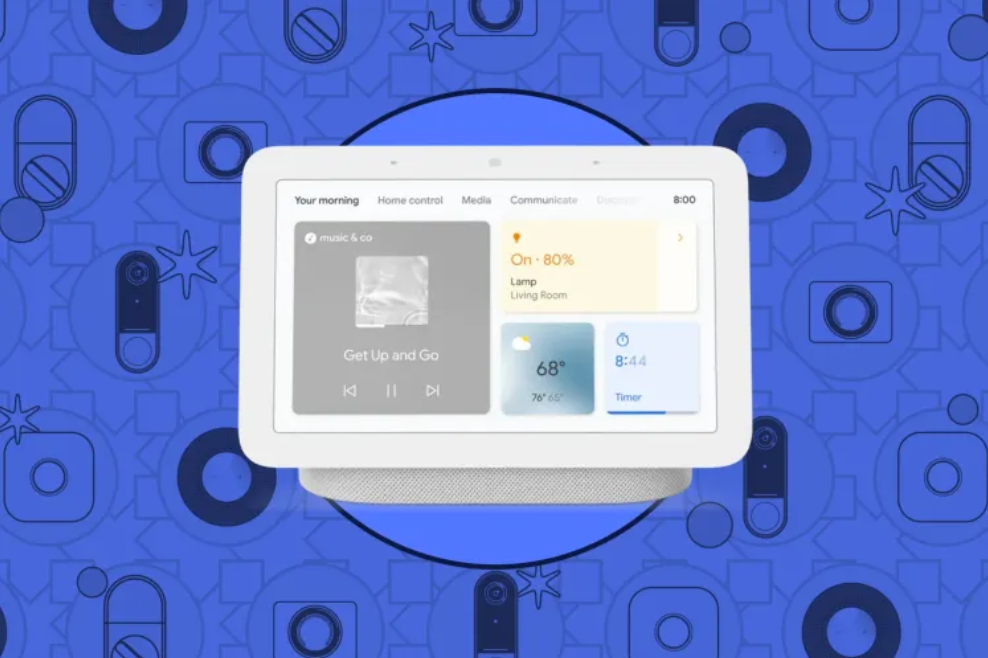 Your morning Home control Media Communicate 8:00
music & co
Get Up and Go
On · 80%
Lamp
Living Room
68°
76° 65°
8:44
Timer